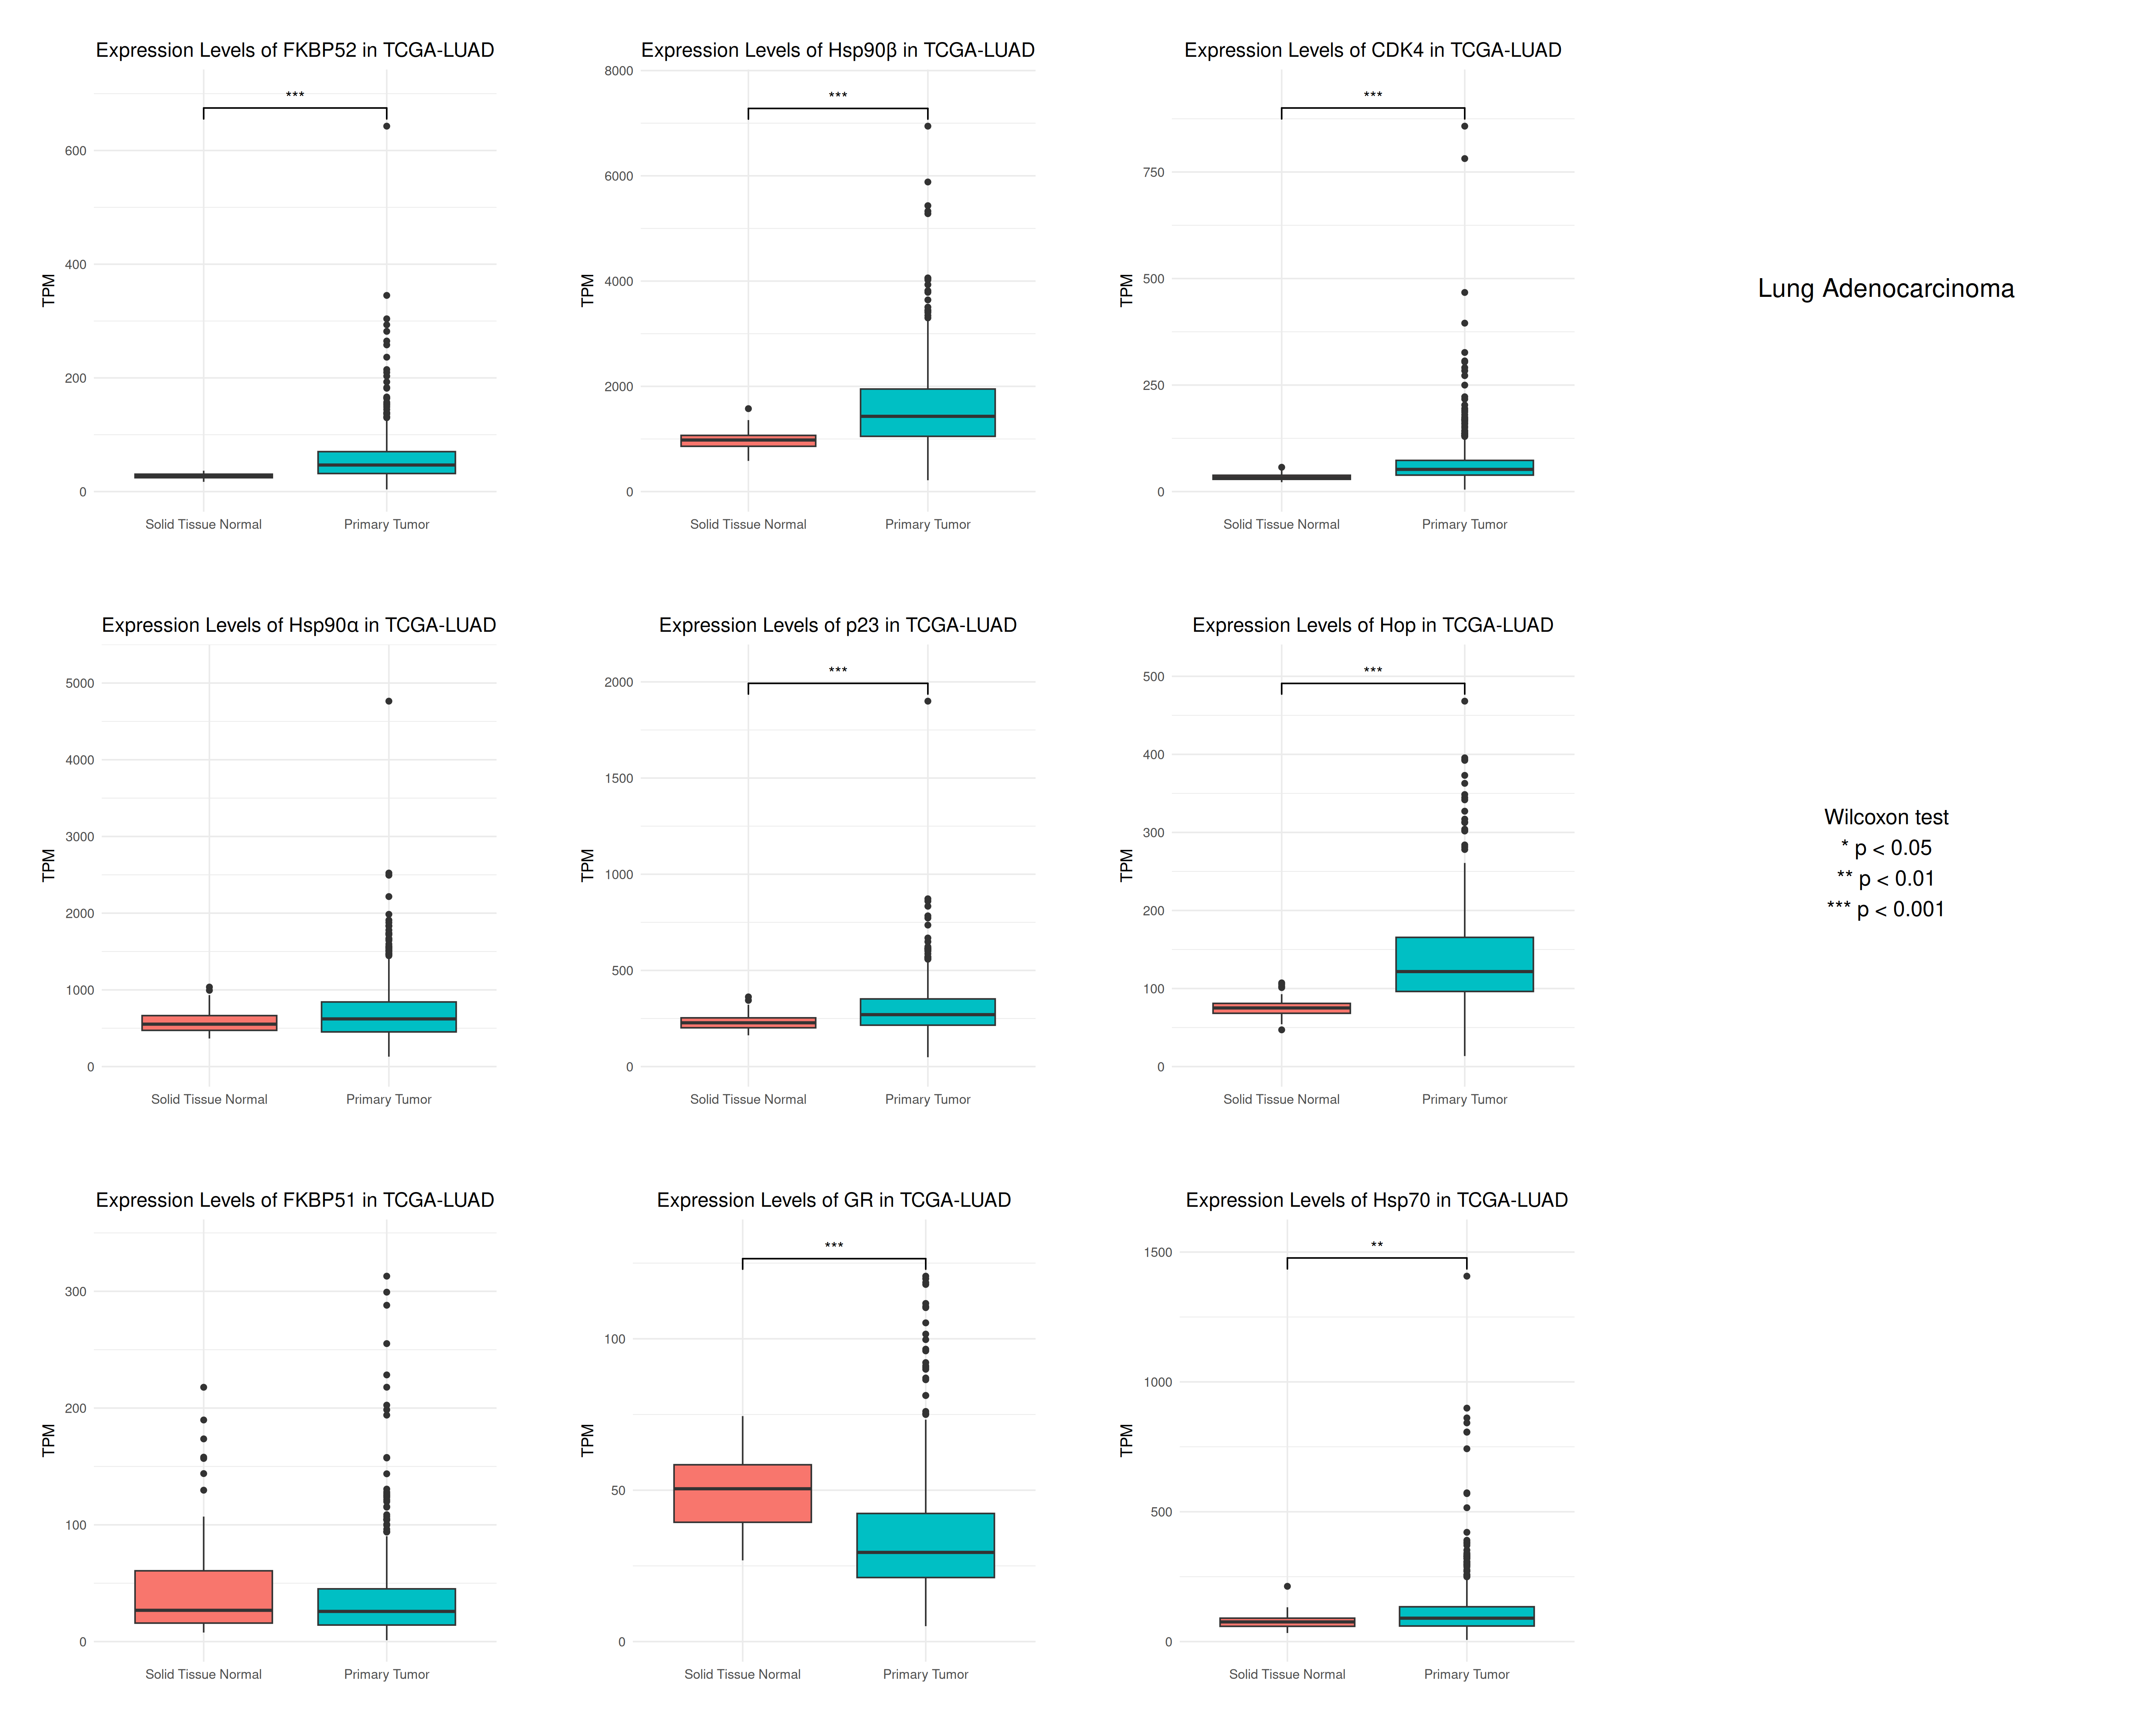 Expression Levels of FKBP52 in TCGA-LUAD
***
TPM
600
400
200
0
Solid Tissue Normal
Primary Tumor
Expression Levels of Hsp90β in TCGA-LUAD
***
TPM
8000
6000
4000
2000
0
Solid Tissue Normal
Primary Tumor
Expression Levels of CDK4 in TCGA-LUAD
***
TPM
750
500
250
0
Solid Tissue Normal
Primary Tumor
Lung Adenocarcinoma
Expression Levels of Hsp90α in TCGA-LUAD
TPM
5000
4000
3000
2000
1000
0
Solid Tissue Normal
Primary Tumor
Expression Levels of p23 in TCGA-LUAD
***
TPM
2000
1500
1000
500
0
Solid Tissue Normal
Primary Tumor
Expression Levels of Hop in TCGA-LUAD
***
TPM
500
400
300
200
100
0
Solid Tissue Normal
Primary Tumor
Wilcoxon test
* p < 0.05
** p < 0.01
*** p < 0.001
Expression Levels of FKBP51 in TCGA-LUAD
TPM
300
200
100
0
Solid Tissue Normal
Primary Tumor
Expression Levels of GR in TCGA-LUAD
***
TPM
100
50
0
Solid Tissue Normal
Primary Tumor
Expression Levels of Hsp70 in TCGA-LUAD
**
TPM
1500
1000
500
0
Solid Tissue Normal
Primary Tumor